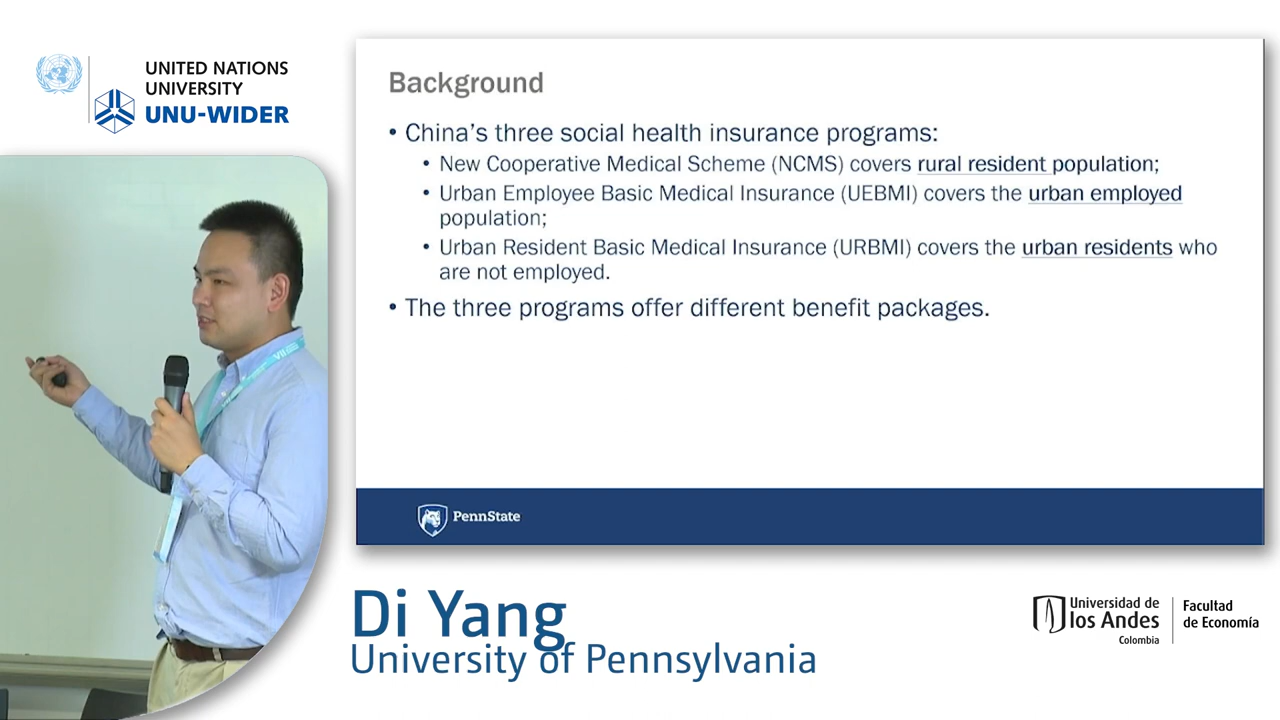 UNITED NATIONS
UNIVERSITY
UNU-WIDER
Background
• China's three social health insurance programs:
• New Cooperative Medical Scheme (NCMS) covers rural resident population;
• Urban Employee Basic Medical Insurance (UEBMI) covers the urban employed
population;
• Urban Resident Basic Medical Insurance (URBMI) covers the urban residents who
are not employed.
• The three programs offer different benefit packages.
PennState
VII
Di Yang
University of Pennsylvania
Universidad de
los Andes
Colombia
Facultad
de Economía